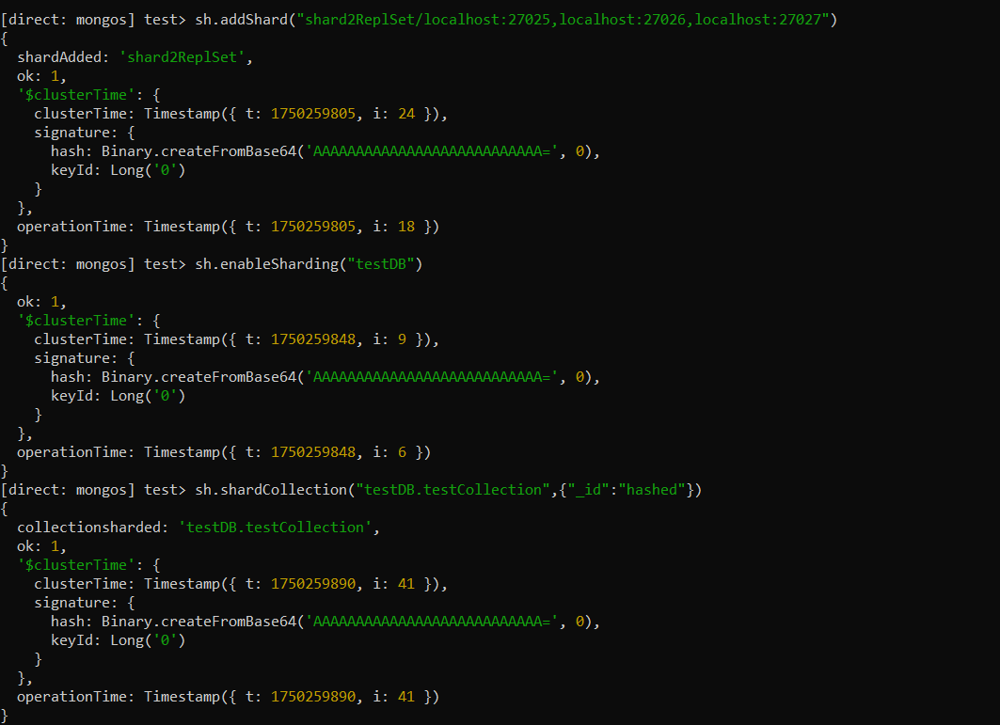 [direct: mongos] test> sh.addShard("shard2ReplSet/localhost:27025,localhost:27026,localhost:27027")
{
  shardAdded: 'shard2ReplSet',
  ok: 1,
  '$clusterTime': {
    clusterTime: Timestamp({ t: 1750259805, i: 24 }),
    signature: {
      hash: Binary.createFromBase64('AAAAAAAAAAAAAAAAAAAAAAAAAAA=', 0),
      keyId: Long('0')
    }
  },
  operationTime: Timestamp({ t: 1750259805, i: 18 })
}
[direct: mongos] test> sh.enableSharding("testDB")
{
  ok: 1,
  '$clusterTime': {
    clusterTime: Timestamp({ t: 1750259848, i: 9 }),
    signature: {
      hash: Binary.createFromBase64('AAAAAAAAAAAAAAAAAAAAAAAAAAA=', 0),
      keyId: Long('0')
    }
  },
  operationTime: Timestamp({ t: 1750259848, i: 6 })
}
[direct: mongos] test> sh.shardCollection("testDB.testCollection",{"_id":"hashed"})
{
  collectionsharded: 'testDB.testCollection',
  ok: 1,
  '$clusterTime': {
    clusterTime: Timestamp({ t: 1750259890, i: 41 }),
    signature: {
      hash: Binary.createFromBase64('AAAAAAAAAAAAAAAAAAAAAAAAAAA=', 0),
      keyId: Long('0')
    }
  },
  operationTime: Timestamp({ t: 1750259890, i: 41 })
}